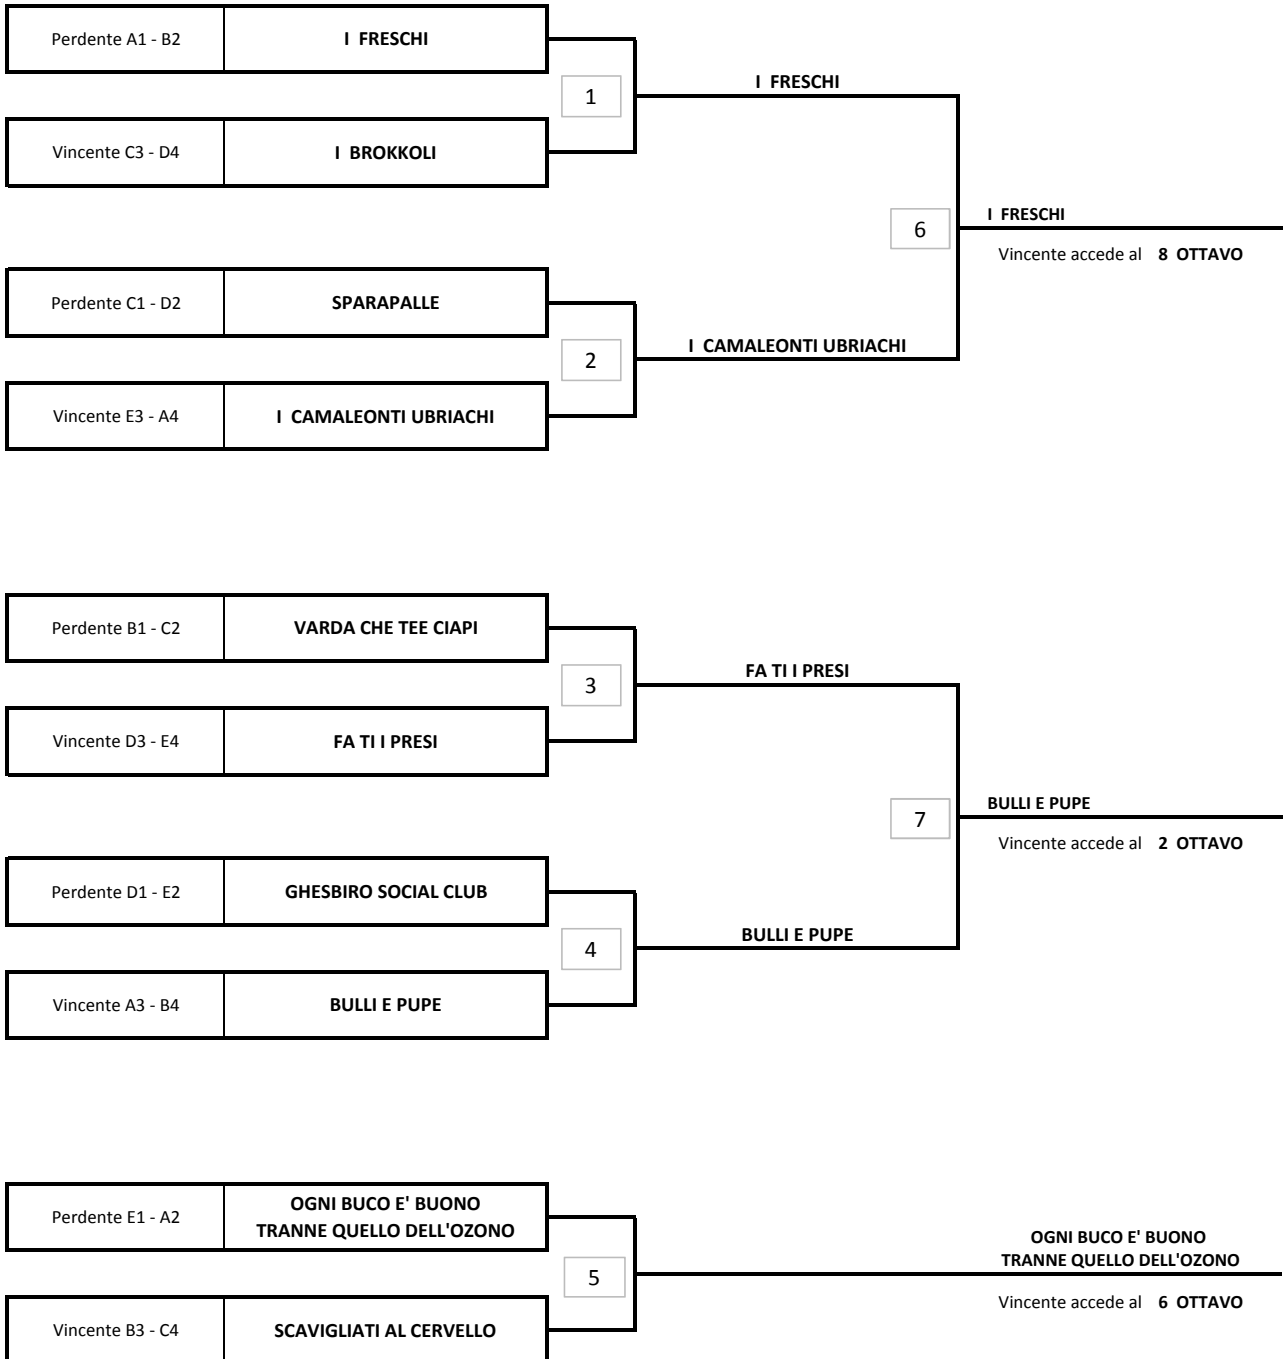 Perdente A1 - B2
I FRESCHI
1
I FRESCHI
Vincente C3 - D4
I BROKKOLI
6
I FRESCHI
Vincente accede al 8 OTTAVO
Perdente C1 - D2
SPARAPALLE
2
I CAMALEONTI UBRIACHI
Vincente E3 - A4
I CAMALEONTI UBRIACHI
Perdente B1 - C2
VARDA CHE TEE CIAPI
3
FA TI I PRESI
Vincente D3 - E4
FA TI I PRESI
7
BULLI E PUPE
Vincente accede al 2 OTTAVO
Perdente D1 - E2
GHESBIRO SOCIAL CLUB
4
BULLI E PUPE
Vincente A3 - B4
BULLI E PUPE
Perdente E1 - A2
OGNI BUCO E' BUONO
TRANNE QUELLO DELL'OZONO
5
OGNI BUCO E' BUONO
TRANNE QUELLO DELL'OZONO
Vincente accede al 6 OTTAVO
Vincente B3 - C4
SCAVIGLIATI AL CERVELLO